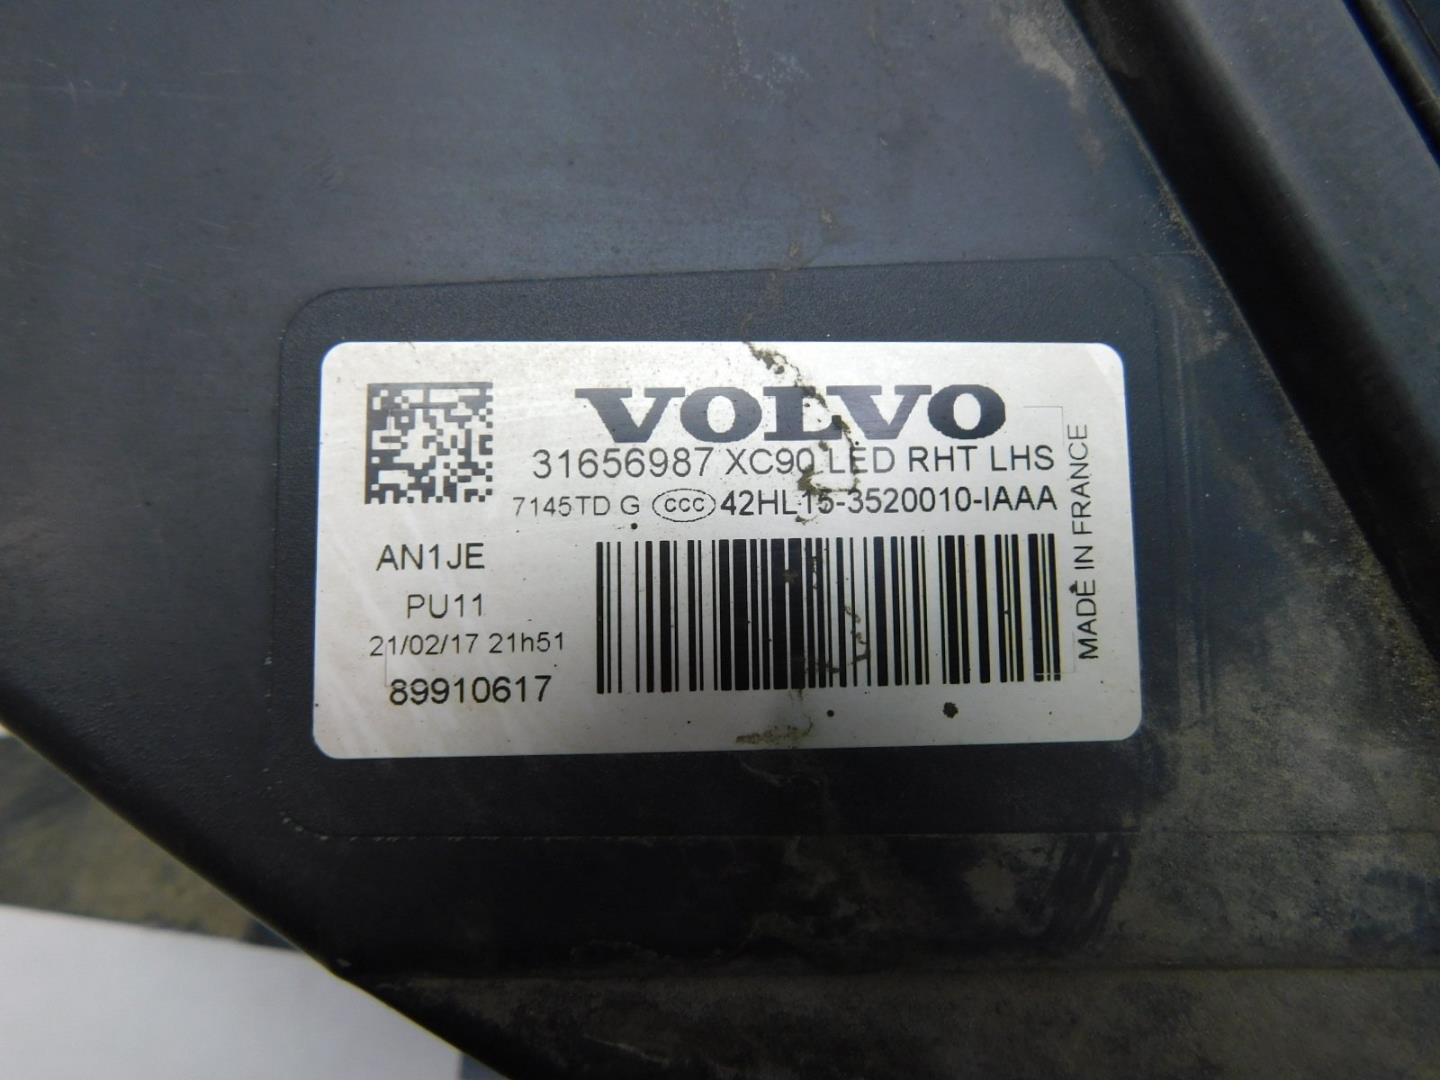 VOLVO
31656987 XC90 LED RHT LHS
7145TD G CCC 42HL15-3520010-IAAA
AN1JE
PU11
21/02/17 21h51
89910617
MADE IN FRANCE